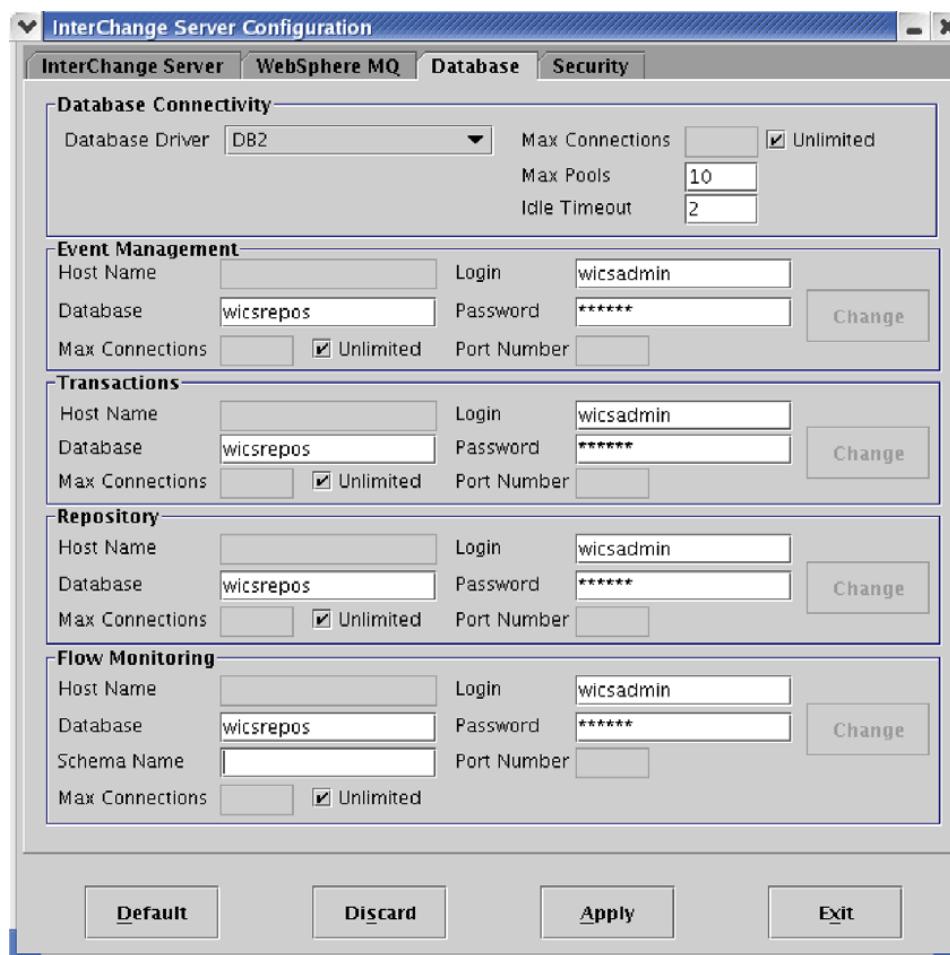 InterChange Server Configuration
InterChange Server WebSphere MQ Database Security
Database Connectivity
Database Driver DB2 Max Connections Unlimited
Max Pools 10
Idle Timeout 2
Event Management
Host Name Login wicsadmin
Database wicsrepos Password ****** Change
Max Connections Unlimited Port Number
Transactions
Host Name Login wicsadmin
Database wicsrepos Password ****** Change
Max Connections Unlimited Port Number
Repository
Host Name Login wicsadmin
Database wicsrepos Password ****** Change
Max Connections Unlimited Port Number
Flow Monitoring
Host Name Login wicsadmin
Database wicsrepos Password ****** Change
Schema Name Port Number
Max Connections Unlimited
Default Discard Apply Exit